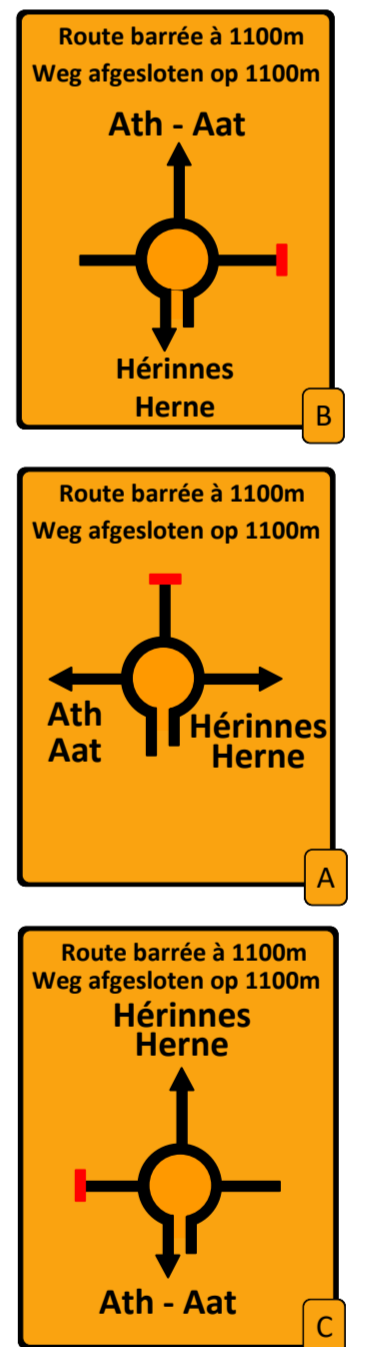 Route barrée à 1100m
Weg afgesloten op 1100m
Ath - Aat
Hérinnes
Herne
B
Route barrée à 1100m
Weg afgesloten op 1100m
Ath
Aat
Hérinnes
Herne
A
Route barrée à 1100m
Weg afgesloten op 1100m
Hérinnes
Herne
Ath - Aat
C